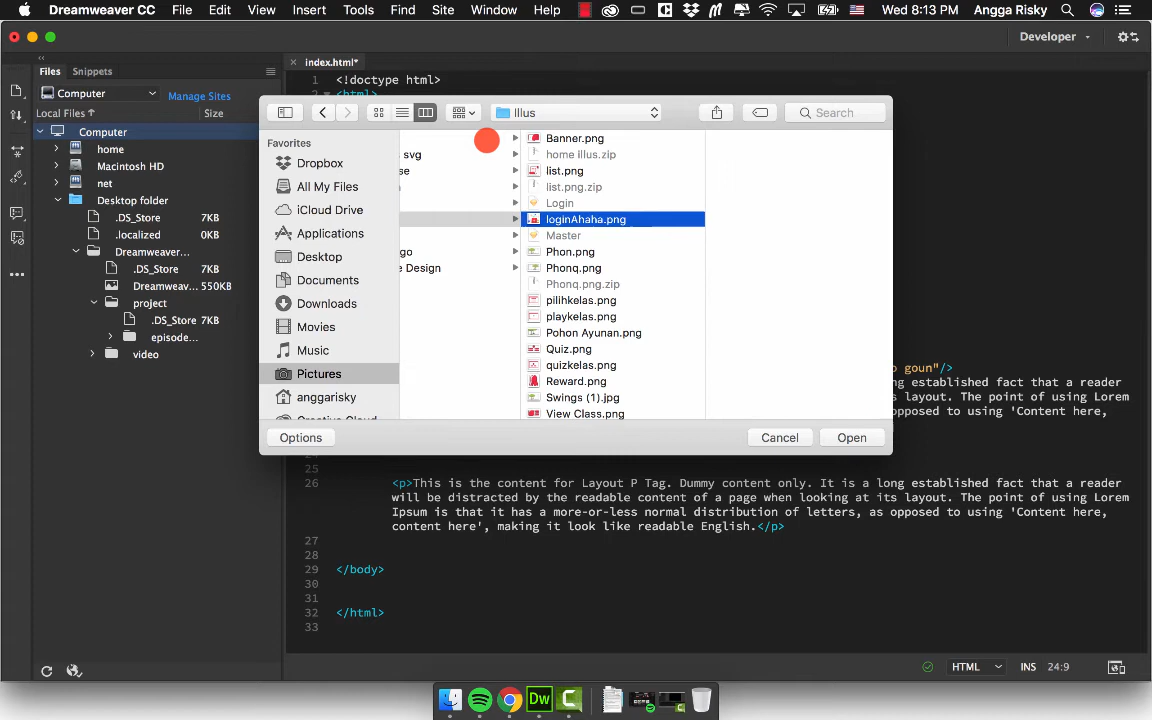 Dreamweaver CC File Edit View Insert Tools Find Site Window Help Wed 8:13 PM Angga Risky
Developer
Files Snippets
index.html*
Computer Manage Sites
Local Files Size
Computer
home
Macintosh HD
net
Desktop folder
.DS_Store 7KB
.localized 0KB
Dreamweaver...
.DS_Store 7KB
Dreamweav... 550KB
project
.DS_Store 7KB
episode...
video
1 <!doctype html>
2 <html>
Illus
Search
Favorites
Dropbox
All My Files
iCloud Drive
Applications
Desktop
Documents
Downloads
Movies
Music
Pictures
anggarisky
Creative Cloud
svg
se
go
e Design
Banner.png
home illus.zip
list.png
list.png.zip
Login
loginAhaha.png
Master
Phon.png
Phonq.png
Phonq.png.zip
pilihkelas.png
playkelas.png
Pohon Ayunan.png
Quiz.png
quizkelas.png
Reward.png
Swings (1).jpg
View Class.png
Options Cancel Open
goun"/>
ng established fact that a reader
s layout. The point of using Lorem
opposed to using 'Content here,
24
25
26 <p>This is the content for Layout P Tag. Dummy content only. It is a long established fact that a reader
will be distracted by the readable content of a page when looking at its layout. The point of using Lorem
Ipsum is that it has a more-or-less normal distribution of letters, as opposed to using 'Content here,
content here', making it look like readable English.</p>
27
28
29 </body>
30
31
32 </html>
33
HTML INS 24:9
Dw